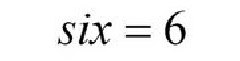 six = 6